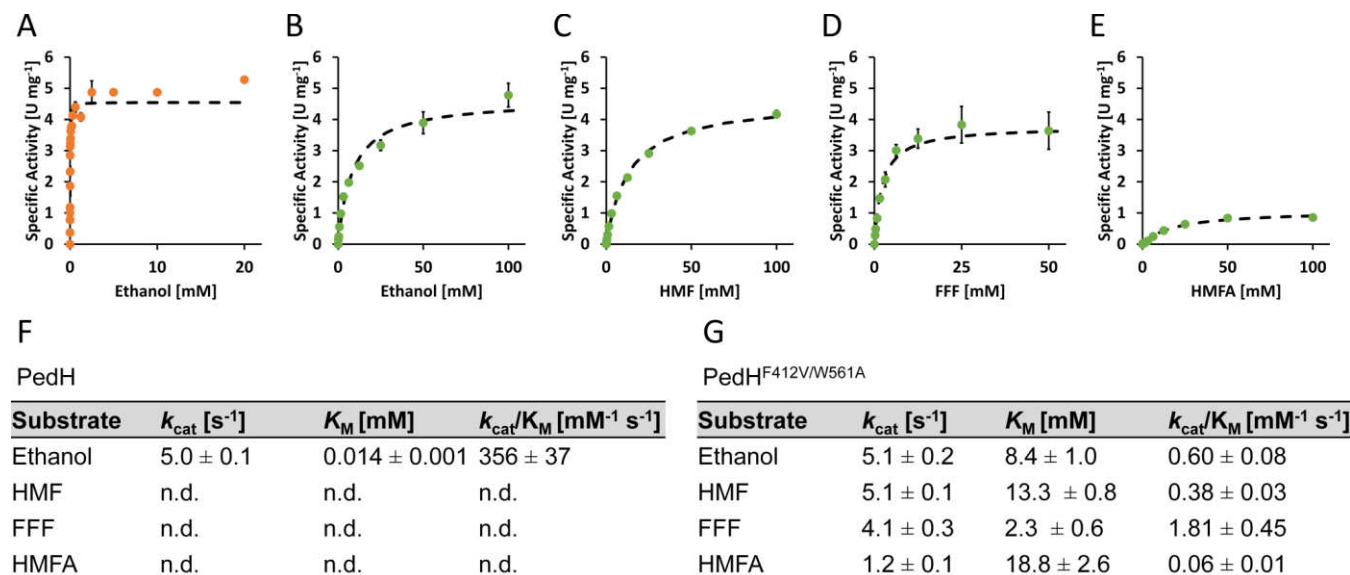 A
B
C
D
E
Specific Activity [U mg⁻¹]
6
5
4
3
2
1
0
0 10 20
Ethanol [mM]
Specific Activity [U mg⁻¹]
6
5
4
3
2
1
0
0 50 100
Ethanol [mM]
Specific Activity [U mg⁻¹]
6
5
4
3
2
1
0
0 50 100
HMF [mM]
Specific Activity [U mg⁻¹]
6
5
4
3
2
1
0
0 25 50
FFF [mM]
Specific Activity [U mg⁻¹]
6
5
4
3
2
1
0
0 50 100
HMFA [mM]
F
PedH
Substrate k_cat [s⁻¹] K_M [mM] k_cat/K_M [mM⁻¹ s⁻¹]
Ethanol 5.0 ± 0.1 0.014 ± 0.001 356 ± 37
HMF n.d. n.d. n.d.
FFF n.d. n.d. n.d.
HMFA n.d. n.d. n.d.
G
PedH^F412V/W561A
Substrate k_cat [s⁻¹] K_M [mM] k_cat/K_M [mM⁻¹ s⁻¹]
Ethanol 5.1 ± 0.2 8.4 ± 1.0 0.60 ± 0.08
HMF 5.1 ± 0.1 13.3 ± 0.8 0.38 ± 0.03
FFF 4.1 ± 0.3 2.3 ± 0.6 1.81 ± 0.45
HMFA 1.2 ± 0.1 18.8 ± 2.6 0.06 ± 0.01